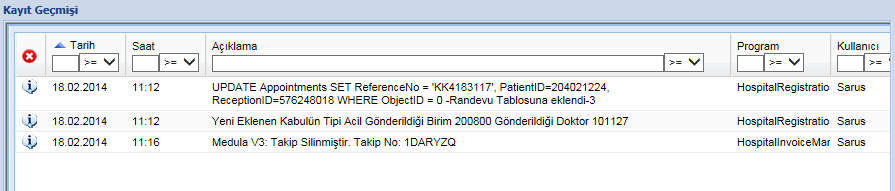 Kayıt Geçmişi
Tarih Saat Açıklama Program Kullanıcı
>= >= >= >= >=
18.02.2014 11:12 UPDATE Appointments SET ReferenceNo = 'KK4183117', PatientID=204021224, HospitalRegistratio Sarus
ReceptionID=576248018 WHERE ObjectID = 0 -Randevu Tablosuna eklendi-3
18.02.2014 11:12 Yeni Eklenen Kabulün Tipi Acil Gönderildiği Birim 200800 Gönderildiği Doktor 101127 HospitalRegistratio Sarus
18.02.2014 11:16 Medula V3: Takip Silinmiştir. Takip No: 1DARYZQ HospitalInvoiceMar Sarus